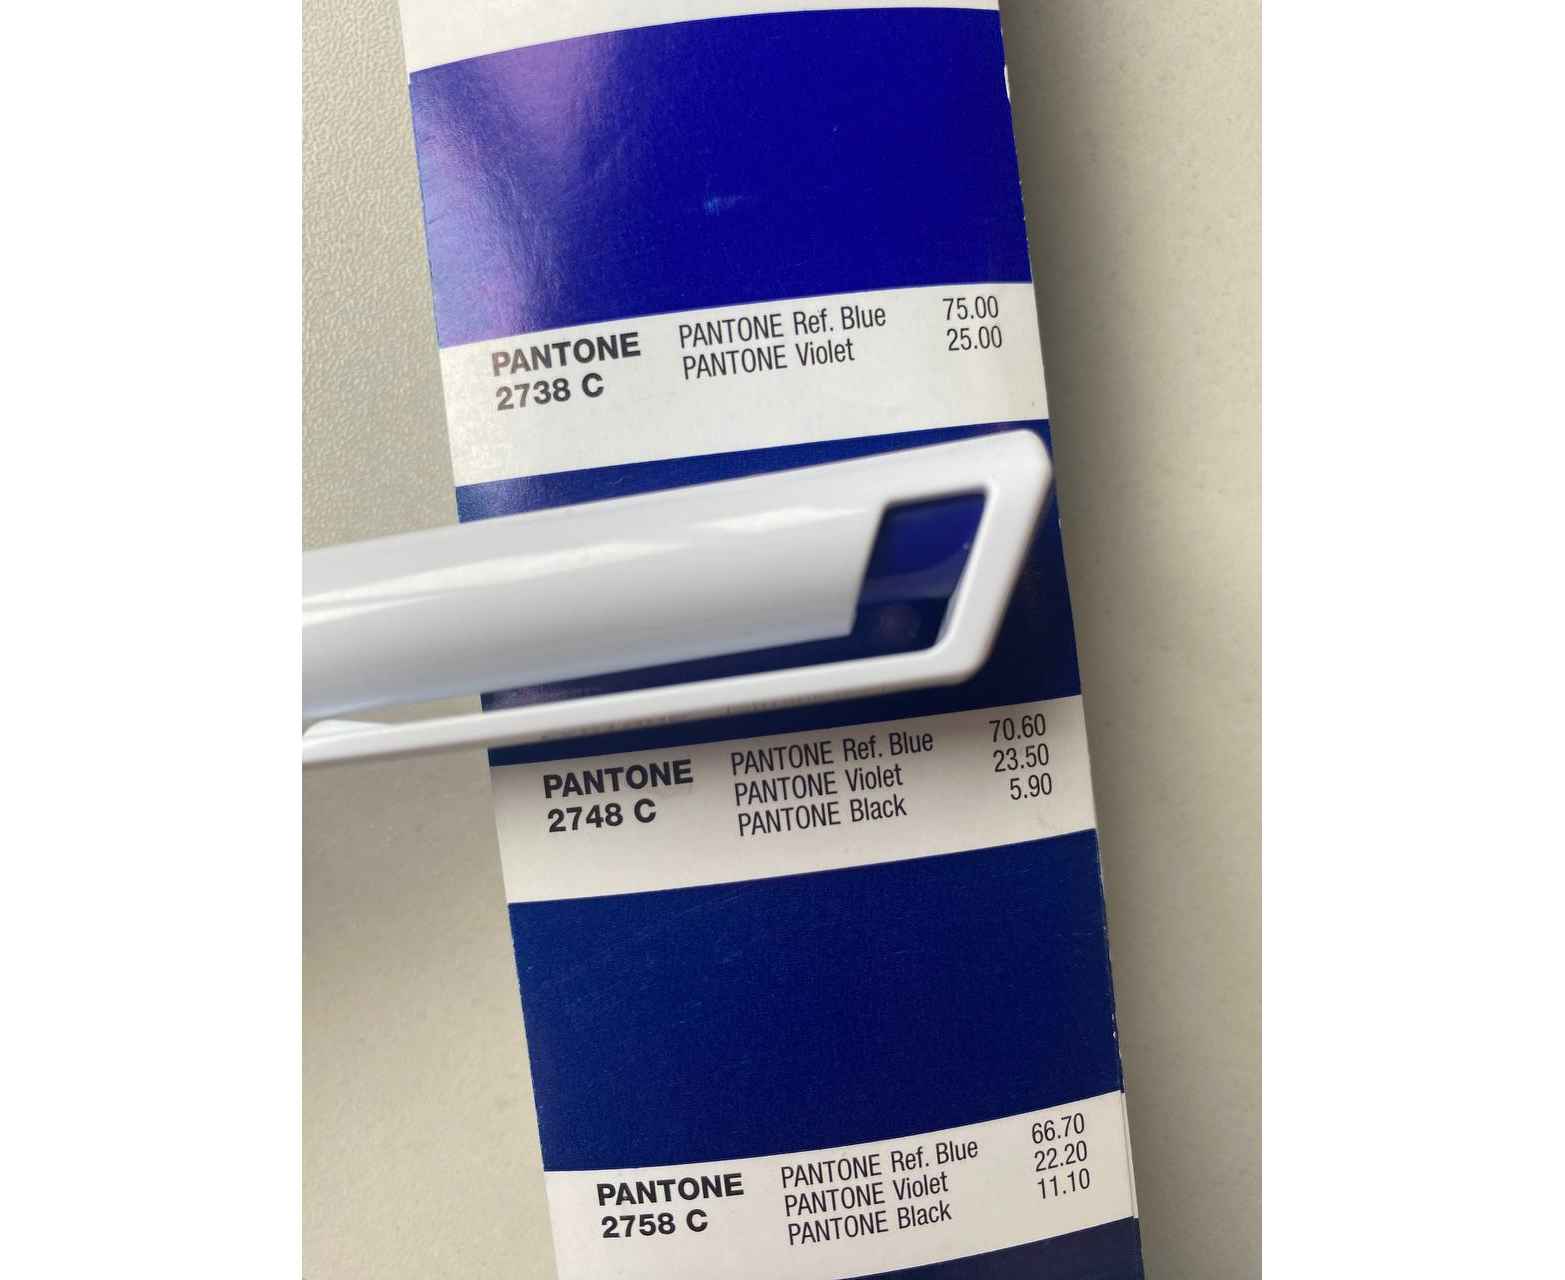 PANTONE 2738 C
PANTONE Ref. Blue 75.00
PANTONE Violet 25.00
PANTONE 2748 C
PANTONE Ref. Blue 70.60
PANTONE Violet 23.50
PANTONE Black 5.90
PANTONE 2758 C
PANTONE Ref. Blue 66.70
PANTONE Violet 22.20
PANTONE Black 11.10